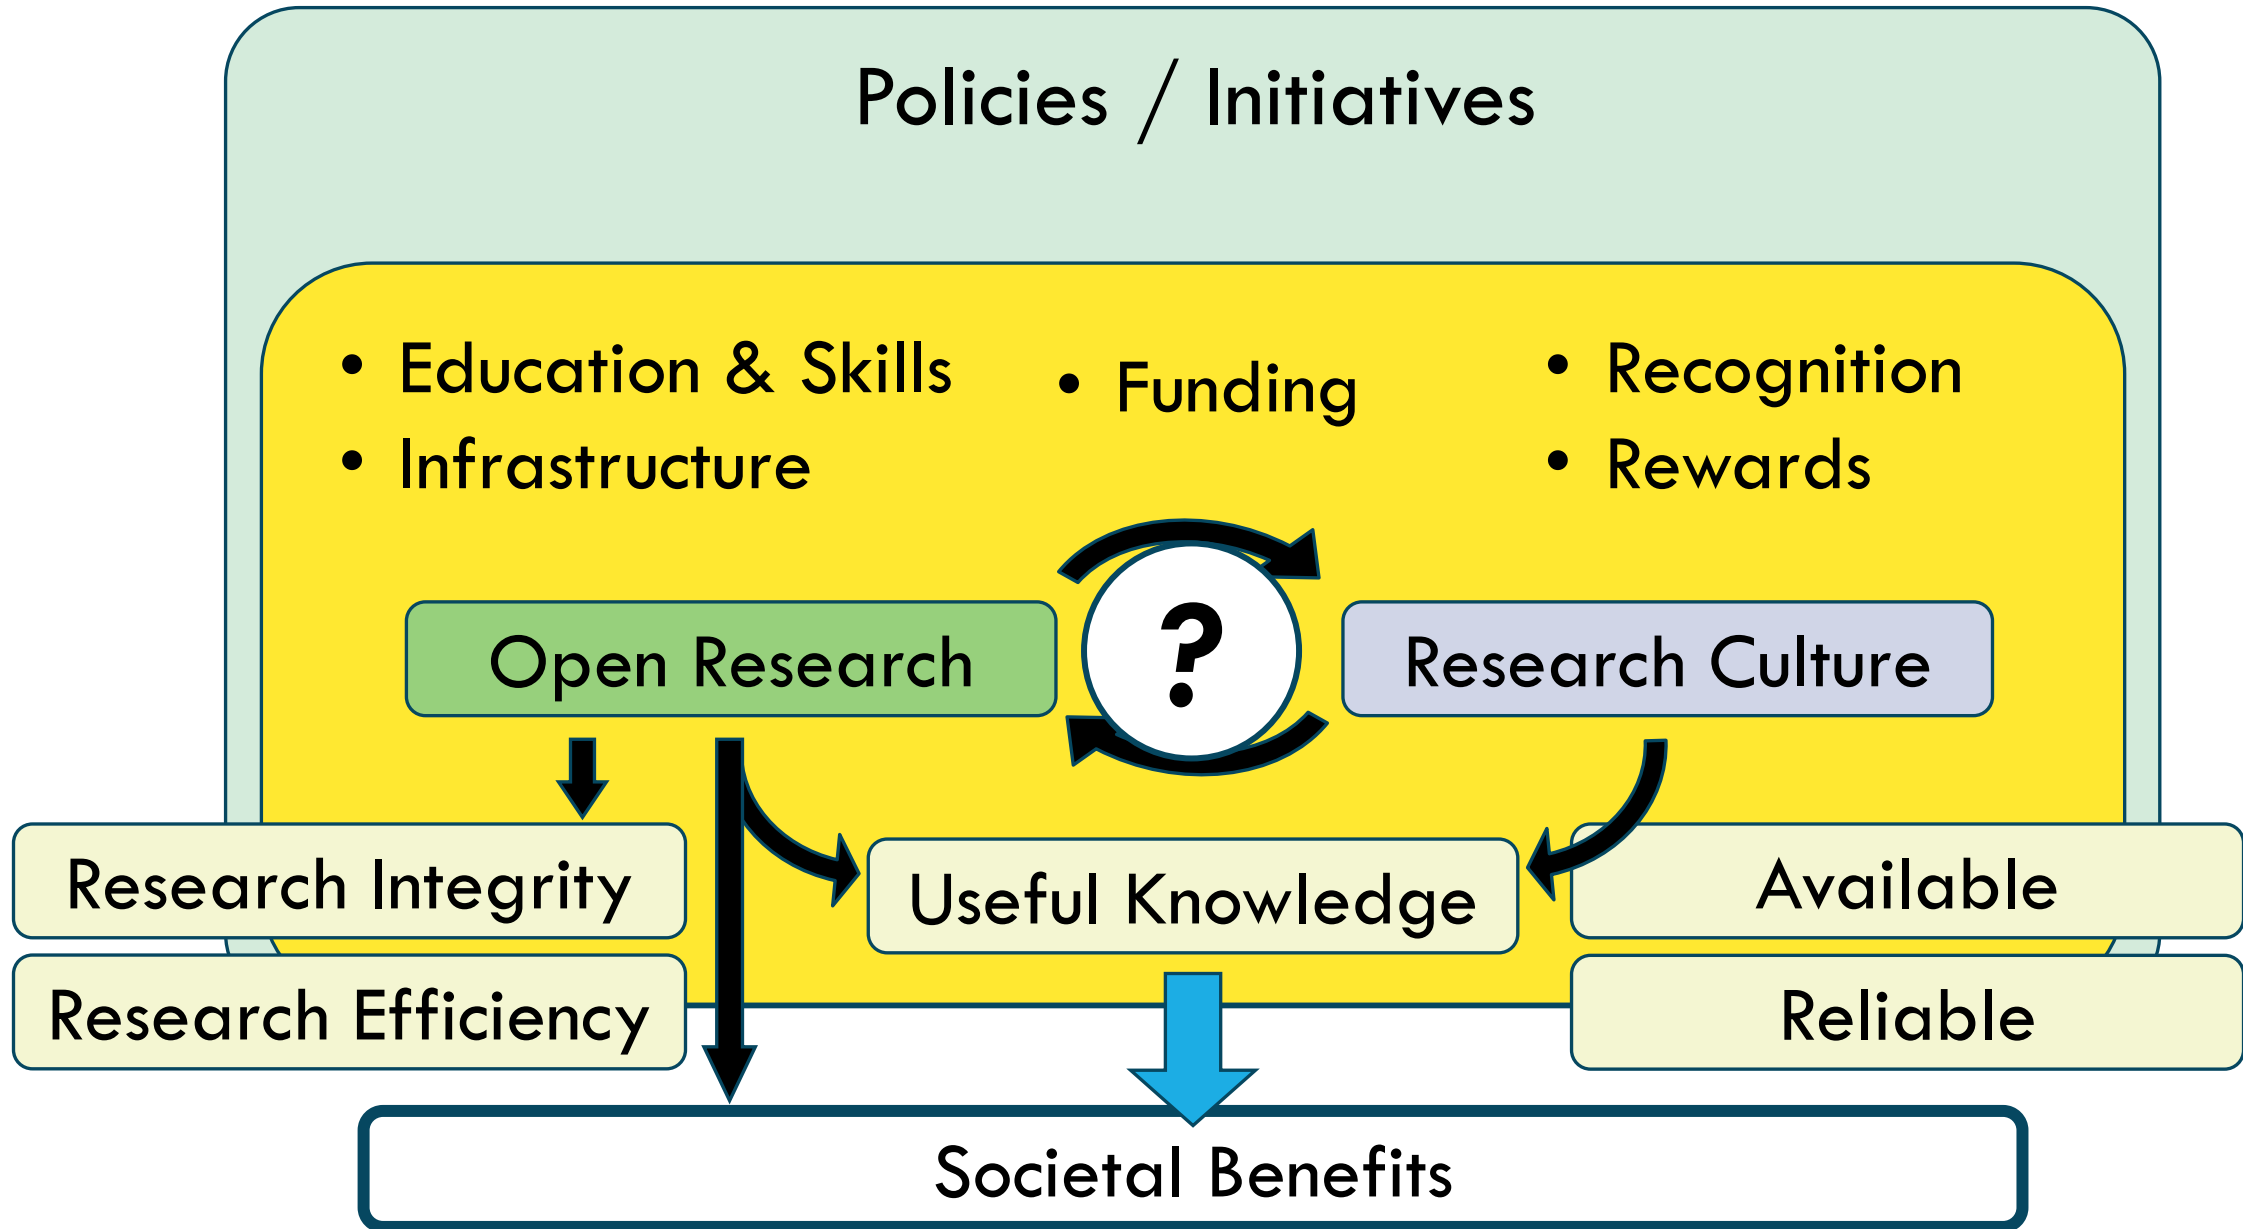 Policies / Initiatives
• Education & Skills
• Infrastructure
• Funding
• Recognition
• Rewards
Open Research
?
Research Culture
Research Integrity
Research Efficiency
Useful Knowledge
Available
Reliable
Societal Benefits